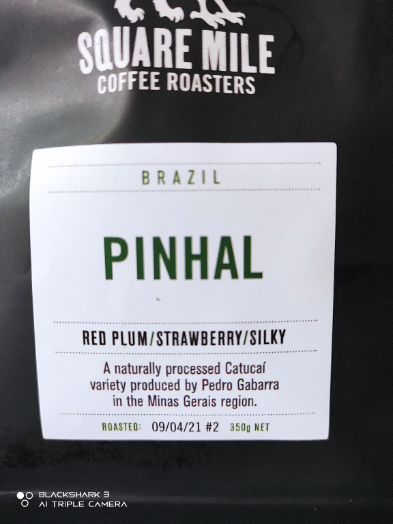 SQUARE MILE
COFFEE ROASTERS
BRAZIL
PINHAL
RED PLUM/STRAWBERRY/SILKY
A naturally processed Catucaí
variety produced by Pedro Gabarra
in the Minas Gerais region.
ROASTED: 09/04/21 #2 350g NET
BLACKSHARK 3
AI TRIPLE CAMERA